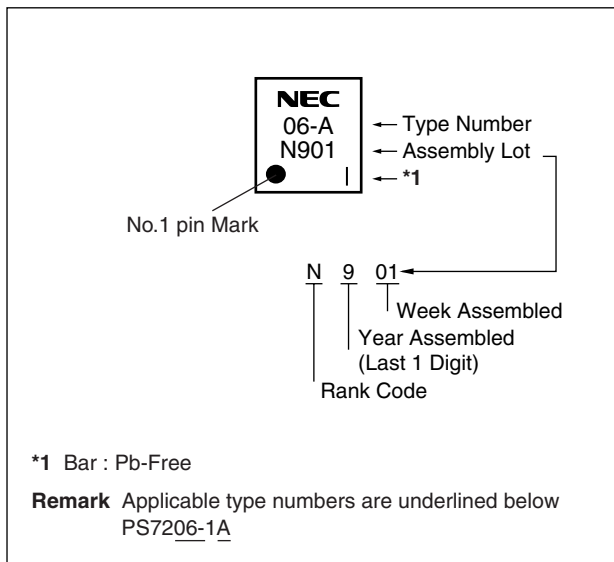 NEC
06-A
N901
Type Number
Assembly Lot
*1
No.1 pin Mark
N 9 01
Week Assembled
Year Assembled
(Last 1 Digit)
Rank Code
*1 Bar : Pb-Free
Remark Applicable type numbers are underlined below
PS7206-1A